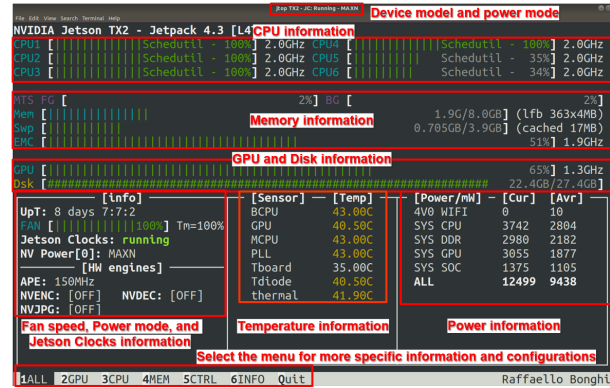 jtop TX2 - JC: Running - MAXN
Device model and power mode
File Edit View Search Terminal Help
NVIDIA Jetson TX2 - Jetpack 4.3 [L4T
CPU information
CPU1 [Schedutil - 100%] 2.0GHz CPU4 [Schedutil - 100%] 2.0GHz
CPU2 [Schedutil - 100%] 2.0GHz CPU5 [Schedutil - 35%] 2.0GHz
CPU3 [Schedutil - 100%] 2.0GHz CPU6 [Schedutil - 34%] 2.0GHz
MTS FG [2%] BG [2%]
Mem [1.9G/8.0GB] (lfb 363x4MB)
Swp [0.705GB/3.9GB] (cached 17MB)
Memory information
EMC [51%] 1.9GHz
GPU and Disk information
GPU [65%] 1.3GHz
Dsk [########## 22.4GB/27.4GB]
[info] [Sensor] [Temp] [Power/mW] [Cur] [Avr]
UpT: 8 days 7:7:2 BCPU 43.00C 4V0 WIFI 0 10
FAN [100%] Tm=100% GPU 40.50C SYS CPU 3742 2804
Jetson Clocks: running MCPU 43.00C SYS DDR 2980 2182
NV Power[0]: MAXN PLL 43.00C SYS GPU 3055 1877
[HW engines] Tboard 35.00C SYS SOC 1375 1105
APE: 150MHz Tdiode 40.50C ALL 12499 9438
NVENC: [OFF] NVDEC: [OFF] thermal 41.90C
NVJPG: [OFF]
Fan speed, Power mode, and
Jetson Clocks information
Temperature information
Power information
Select the menu for more specific information and configurations
1ALL 2GPU 3CPU 4MEM 5CTRL 6INFO Quit Raffaello Bonghi